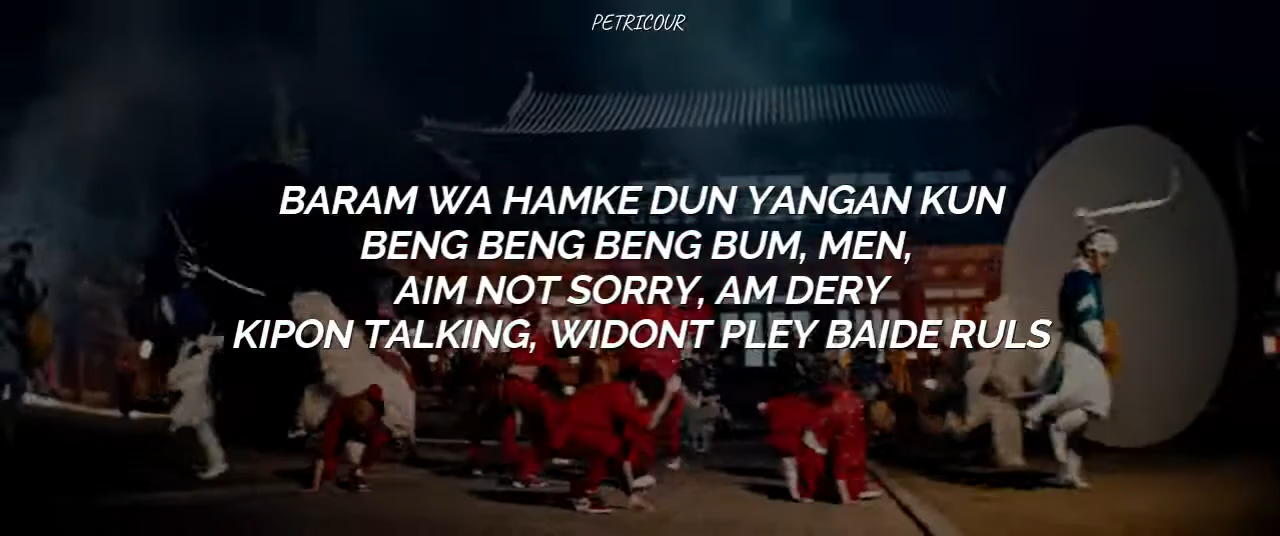 PETRICOUR
BARAM WA HAMKE DUN YANGAN KUN
BENG BENG BENG BUM, MEN,
AIM NOT SORRY, AM DERY
KIPON TALKING, WIDONT PLEY BAIDE RULS